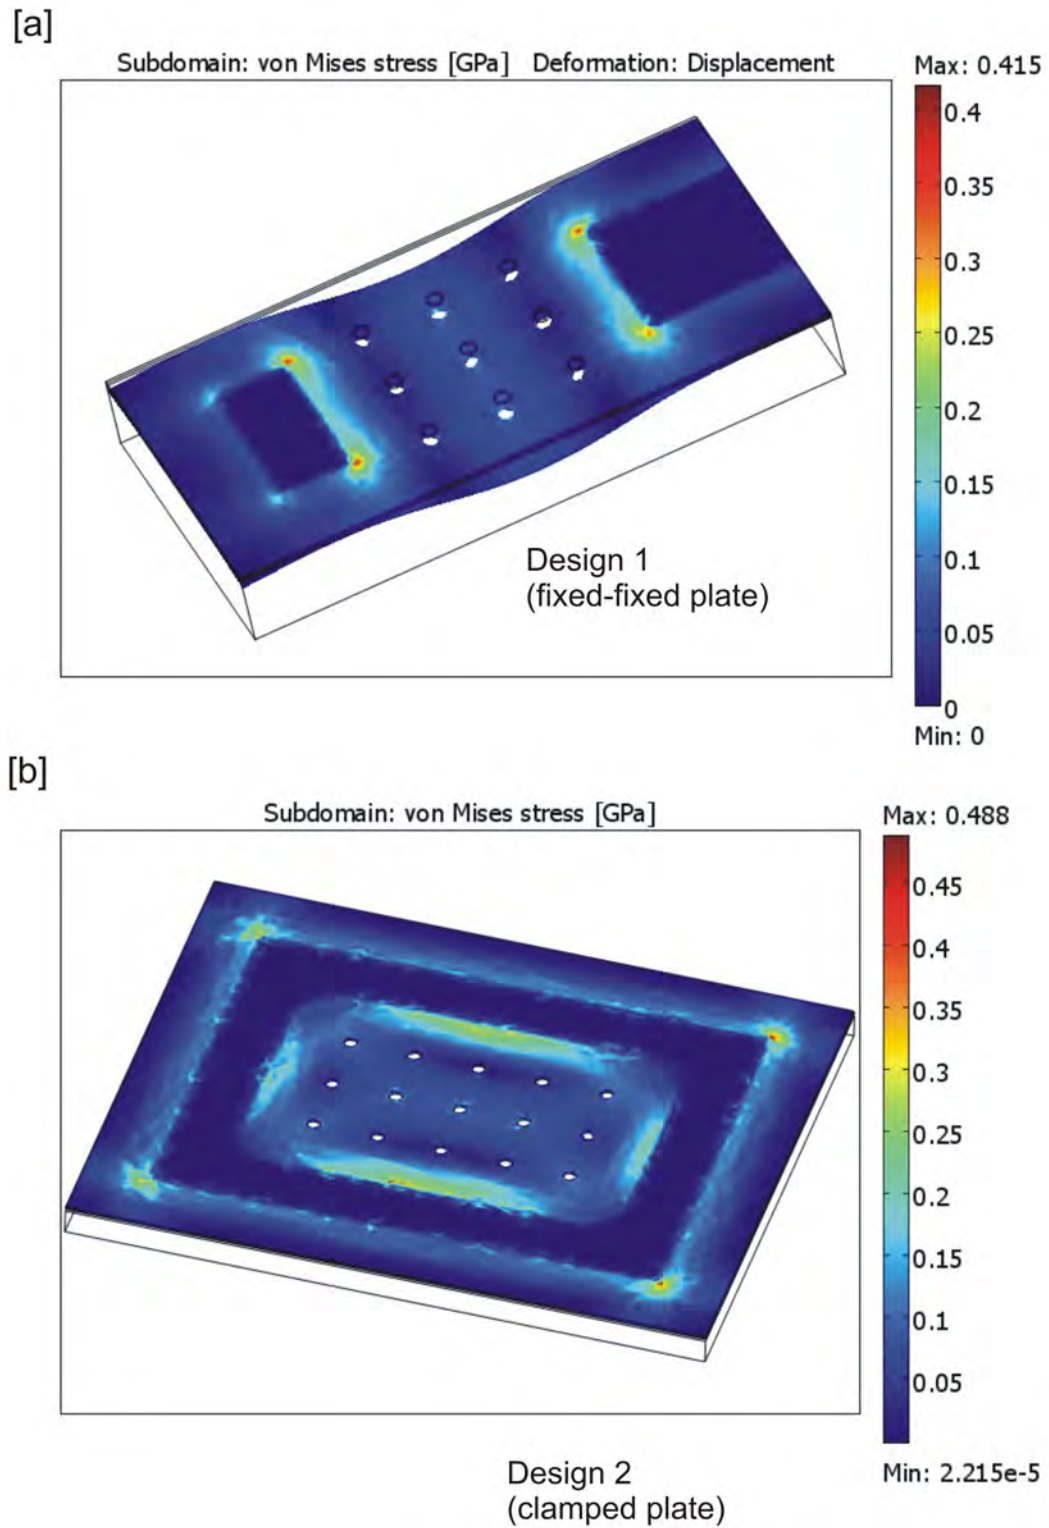 [a]
Subdomain: von Mises stress [GPa] Deformation: Displacement
Max: 0.415
0.4
0.35
0.3
0.25
0.2
0.15
0.1
0.05
0
Min: 0
Design 1
(fixed-fixed plate)
[b]
Subdomain: von Mises stress [GPa]
Max: 0.488
0.45
0.4
0.35
0.3
0.25
0.2
0.15
0.1
0.05
Min: 2.215e-5
Design 2
(clamped plate)